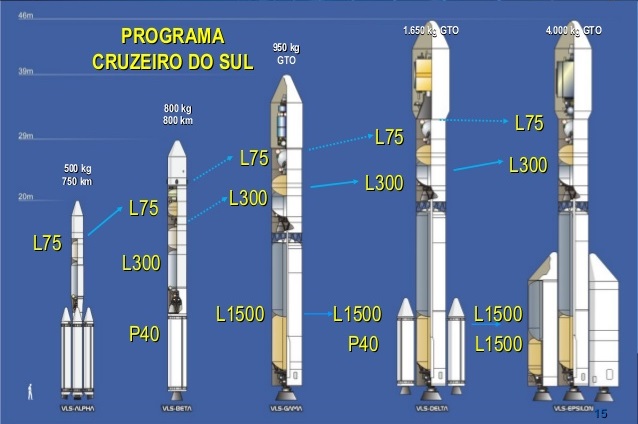 46m
PROGRAMA
CRUZEIRO DO SUL
950 kg
GTO
1.650 kg GTO
4.000 kg GTO
39m
800 kg
800 km
29m
500 kg
750 km
20m
L75
L75
L75
L75
L75
L300
L300
L300
L300
P40
L1500
L1500
P40
L1500
L1500
VLS-ALPHA
VLS-BETA
VLS-GAMA
VLS-DELTA
VLS-EPSILON
15